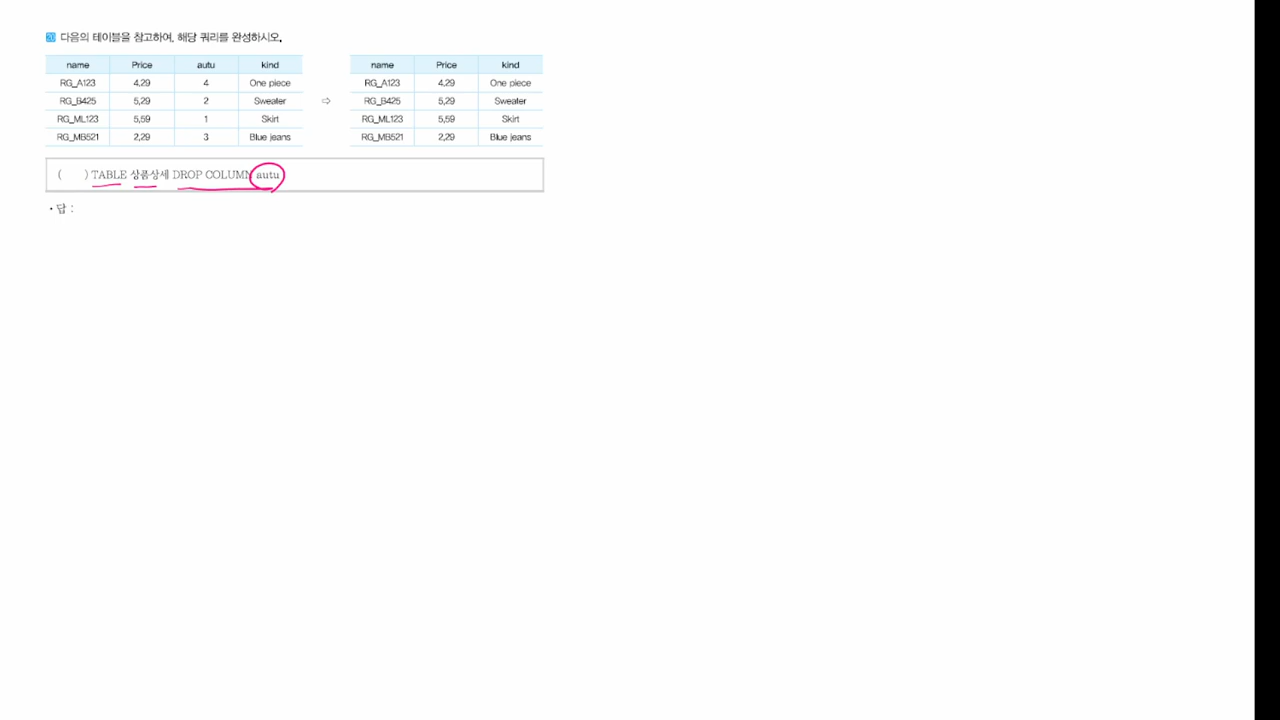 20 다음의 테이블을 참고하여, 해당 쿼리를 완성하시오.
name Price autu kind name Price kind
RG_A123 4,29 4 One piece RG_A123 4,29 One piece
RG_B425 5,29 2 Sweater ⇨ RG_B425 5,29 Sweater
RG_ML123 5,59 1 Skirt RG_ML123 5,59 Skirt
RG_MB521 2,29 3 Blue jeans RG_MB521 2,29 Blue jeans
( ) TABLE 상품상세 DROP COLUMN autu
• 답 :